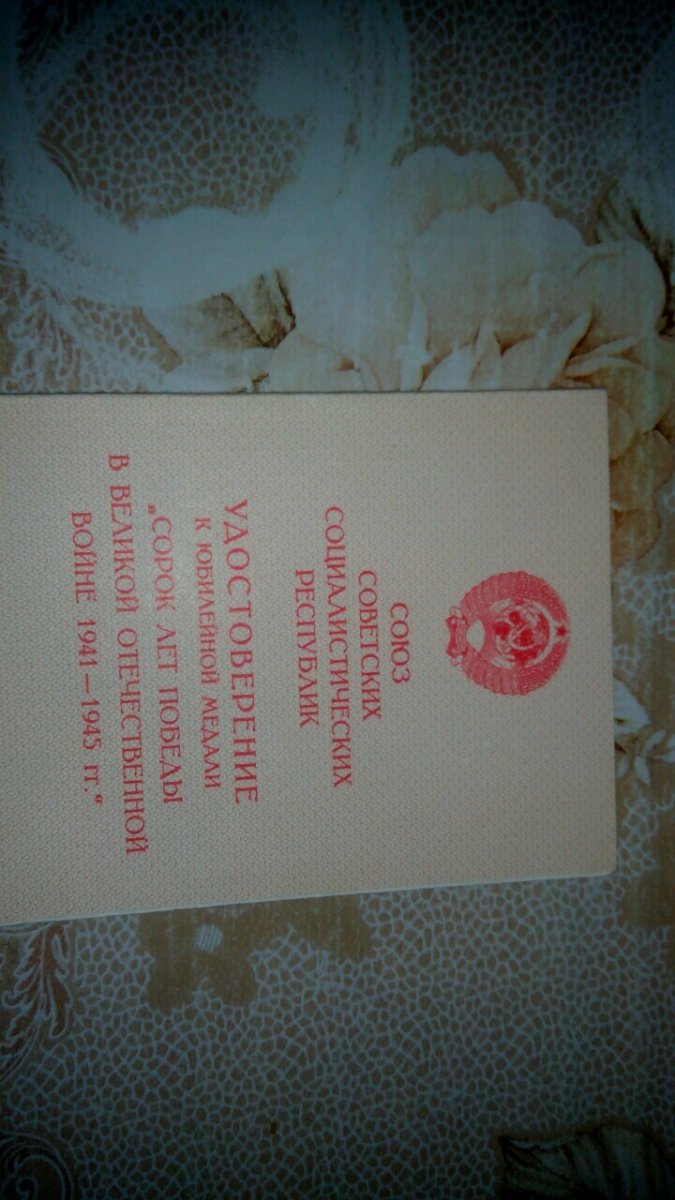 СОЮЗ
СОВЕТСКИХ
СОЦИАЛИСТИЧЕСКИХ
РЕСПУБЛИК
УДОСТОВЕРЕНИЕ
К ЮБИЛЕЙНОЙ МЕДАЛИ
„СОРОК ЛЕТ ПОБЕДЫ
В ВЕЛИКОЙ ОТЕЧЕСТВЕННОЙ
ВОЙНЕ 1941—1945 гг.“